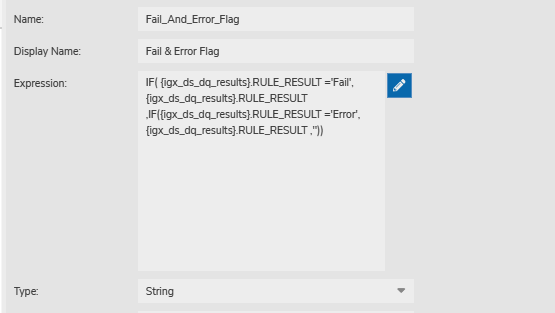 Name:
Fail_And_Error_Flag
Display Name:
Fail & Error Flag
Expression:
IF( {igx_ds_dq_results}.RULE_RESULT ='Fail',
{igx_ds_dq_results}.RULE_RESULT
,IF({igx_ds_dq_results}.RULE_RESULT ='Error',
{igx_ds_dq_results}.RULE_RESULT ,''))
Type:
String